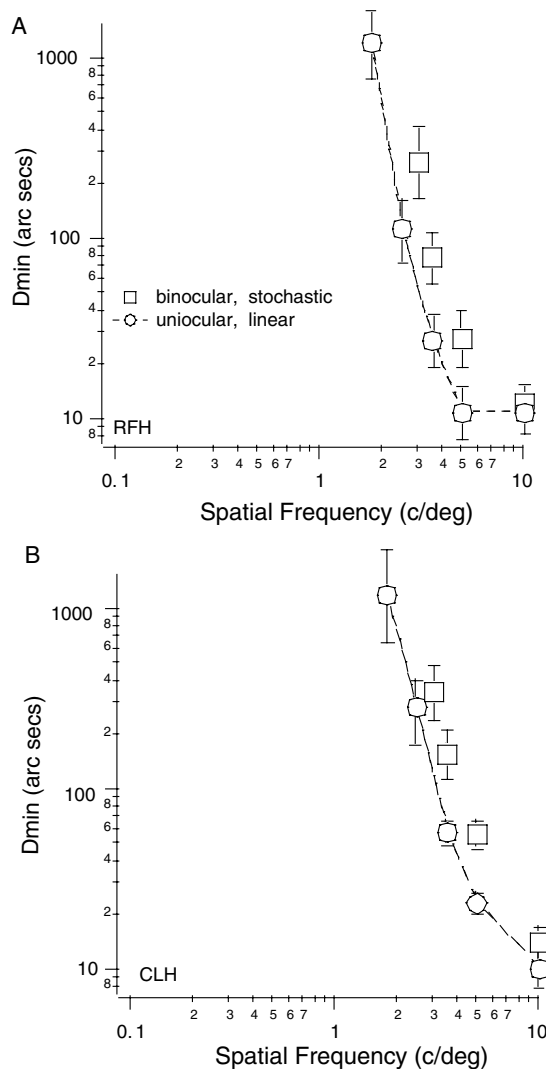 A
1000
8
6
4
2
100
8
6
4
2
10
8
Dmin (arc secs)
binocular, stochastic
uniocular, linear
RFH
0.1
2 3 4 5 6 7
1
2 3 4 5 6 7
10
Spatial Frequency (c/deg)
B
1000
8
6
4
2
100
8
6
4
2
10
8
Dmin (arc secs)
CLH
0.1
2 3 4 5 6 7
1
2 3 4 5 6 7
10
Spatial Frequency (c/deg)